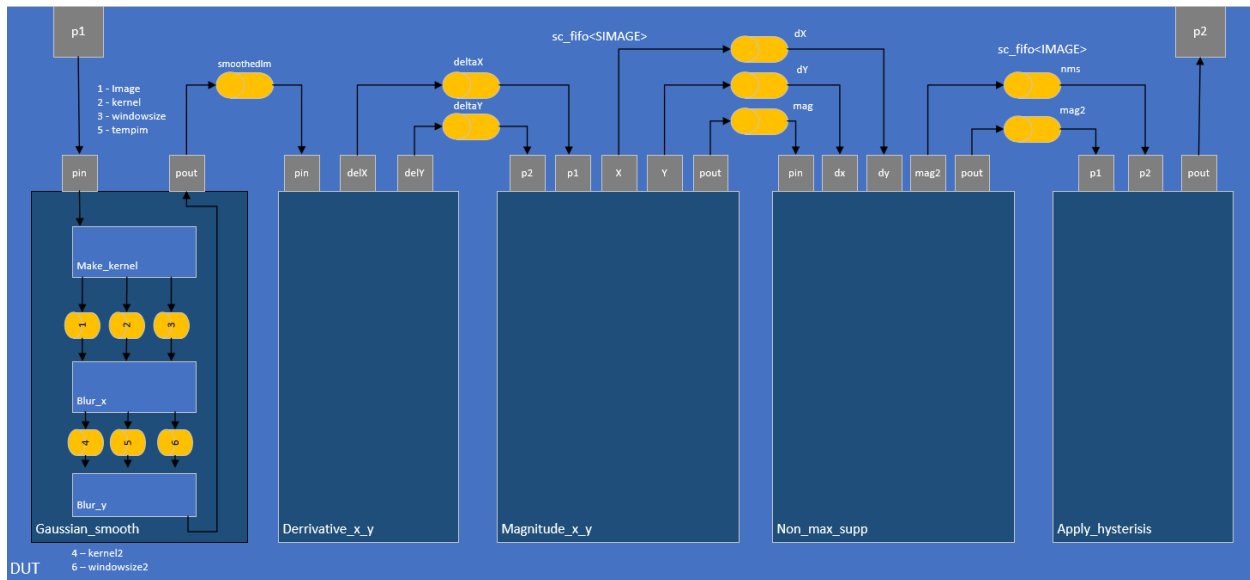 p1
p2
sc_fifo<SIMAGE>
dX
sc_fifo<IMAGE>
smoothedIm
deltaX
dY
nms
1 - Image
2 - kernel
3 - windowsize
5 - tempim
deltaY
mag
mag2
pin
pout
pin
delX
delY
p2
p1
X
Y
pout
pin
dx
dy
mag2
pout
p1
p2
pout
Make_kernel
1
2
3
Blur_x
4
5
6
Blur_y
Gaussian_smooth
Derrivative_x_y
Magnitude_x_y
Non_max_supp
Apply_hysterisis
4 – kernel2
6 – windowsize2
DUT